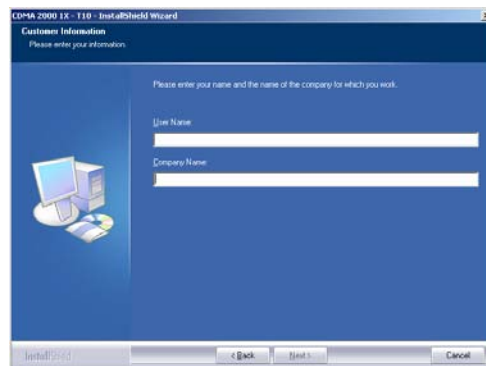 CDMA 2000 1X - T10 - InstallShield Wizard
Customer Information
Please enter your information.
Please enter your name and the name of the company for which you work.
User Name:
Company Name:
InstallShield
< Back
Next >
Cancel